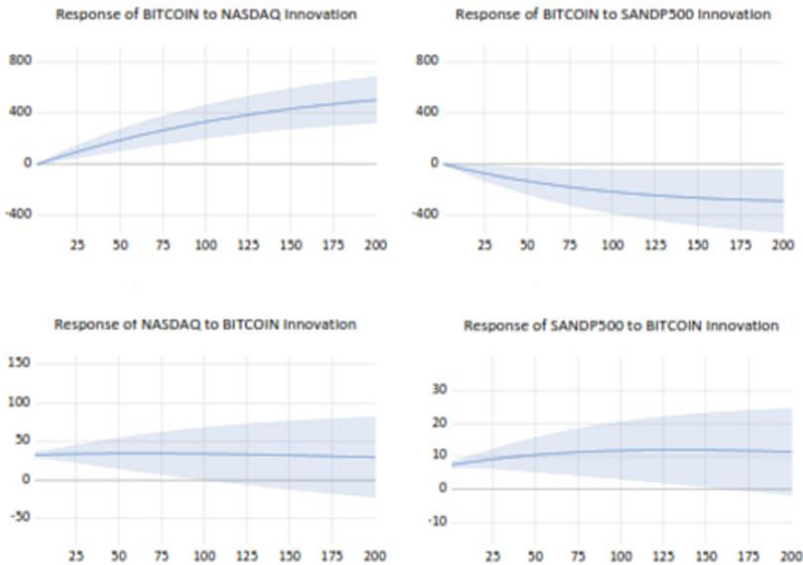 Response of BITCOIN to NASDAQ Innovation
Response of BITCOIN to SANDP500 Innovation
800
400
0
-400
25 50 75 100 125 150 175 200
800
400
0
-400
25 50 75 100 125 150 175 200
Response of NASDAQ to BITCOIN Innovation
Response of SANDP500 to BITCOIN Innovation
150
100
50
0
-50
25 50 75 100 125 150 175 200
30
20
10
0
-10
25 50 75 100 125 150 175 200